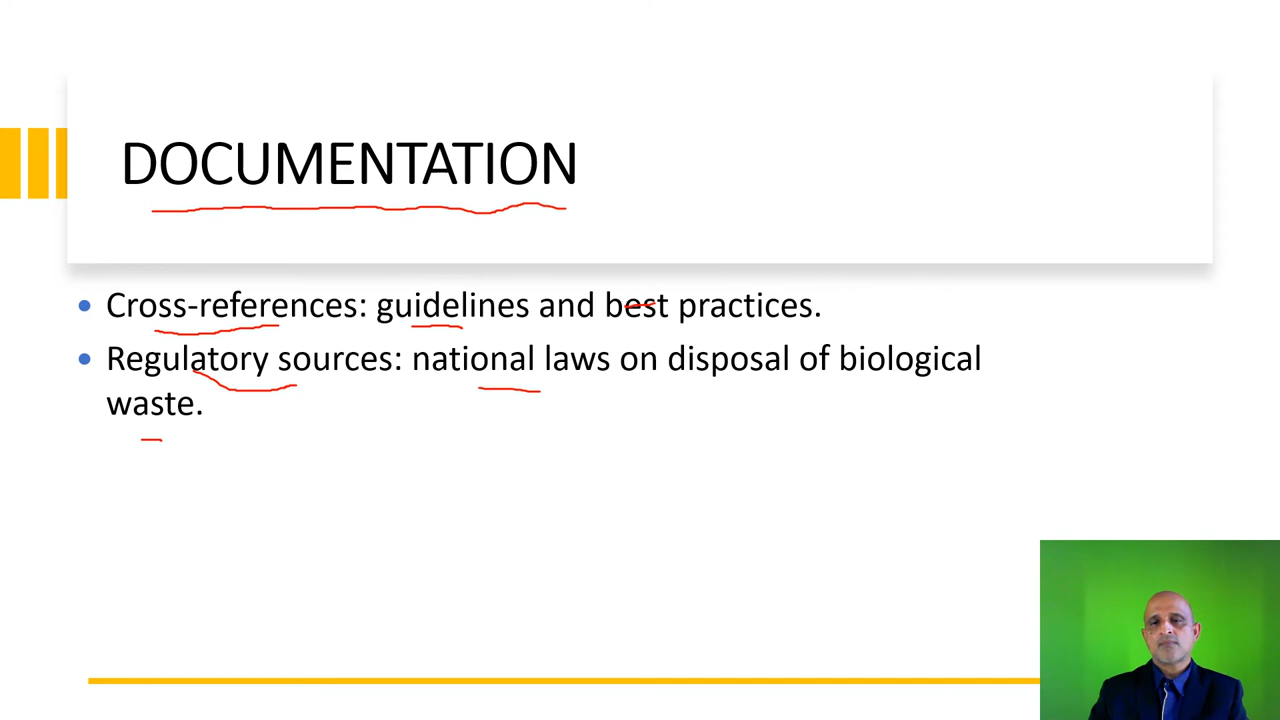 DOCUMENTATION
Cross-references: guidelines and best practices.
Regulatory sources: national laws on disposal of biological
waste.